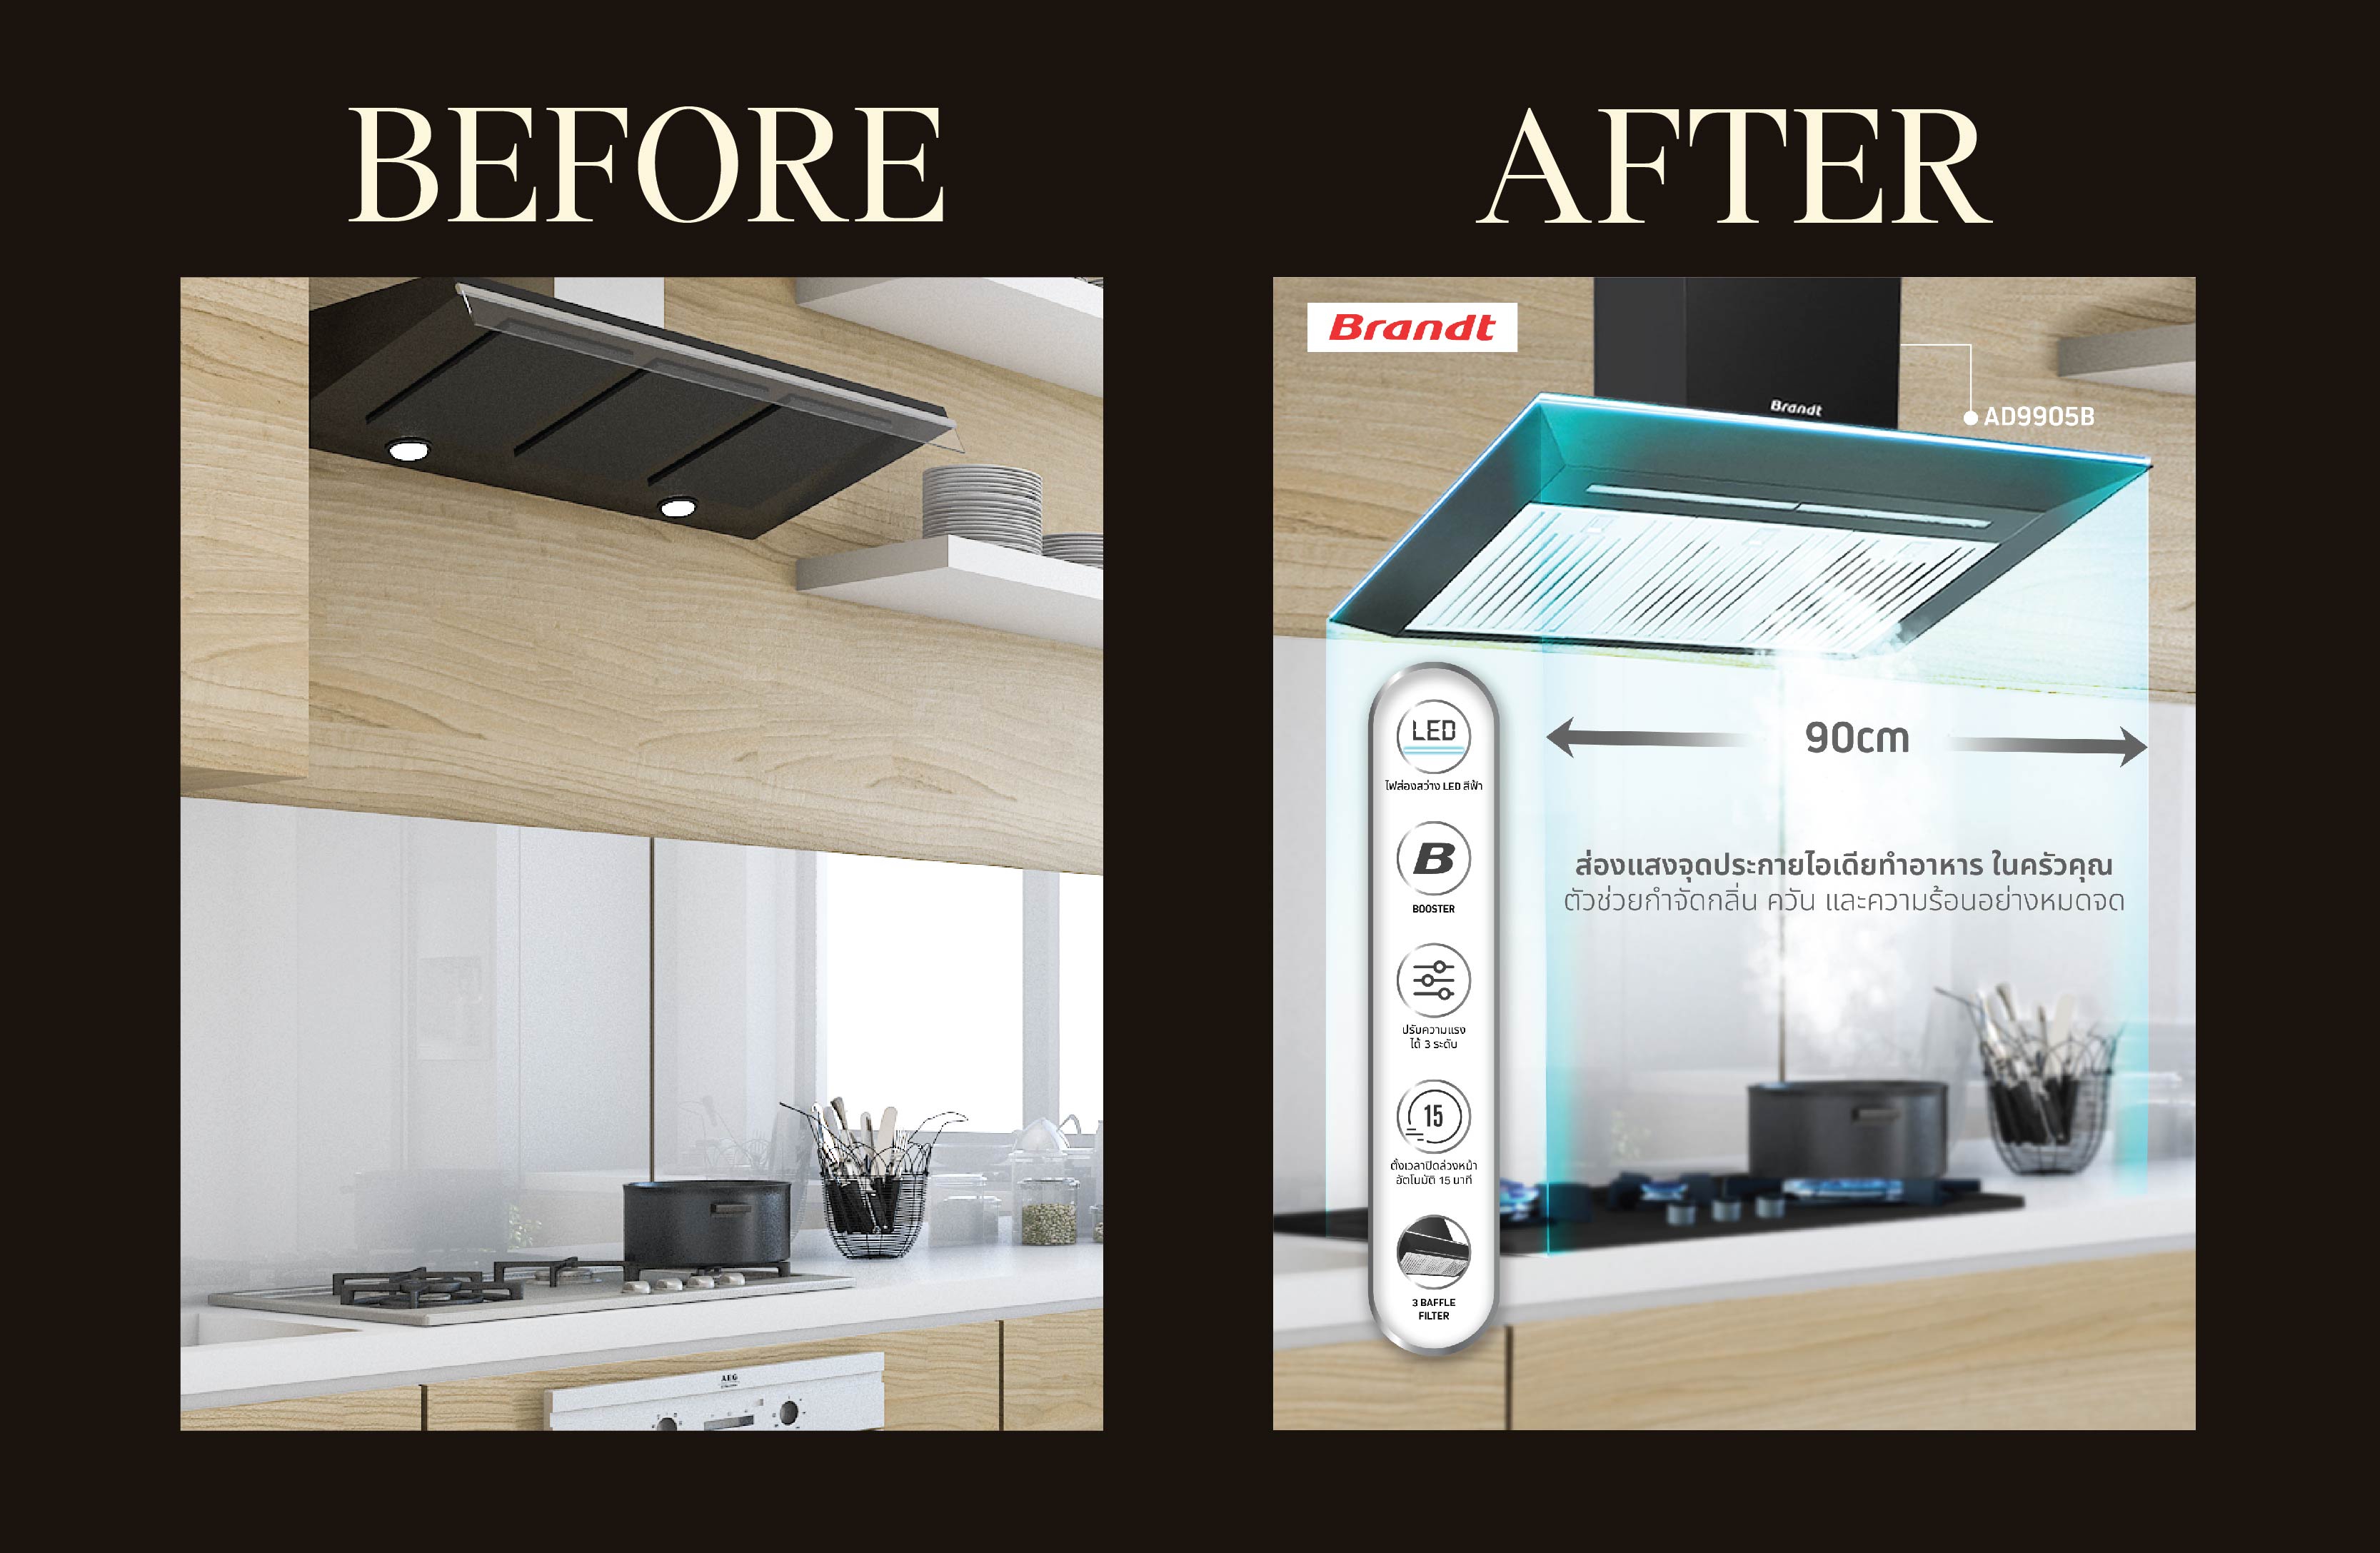 BEFORE
AEG
AFTER
Brandt
Brandt
AD9905B
LED
ไฟส่องสว่าง LED สีฟ้า
B
BOOSTER
ปรับความแรง
ได้ 3 ระดับ
15
ตั้งเวลาปิดล่วงหน้า
อัตโนมัติ 15 นาที
3 BAFFLE
FILTER
90cm
ส่องแสงจุดประกายไอเดียทำอาหาร ในครัวคุณ
ตัวช่วยกำจัดกลิ่น ควัน และความร้อนอย่างหมดจด